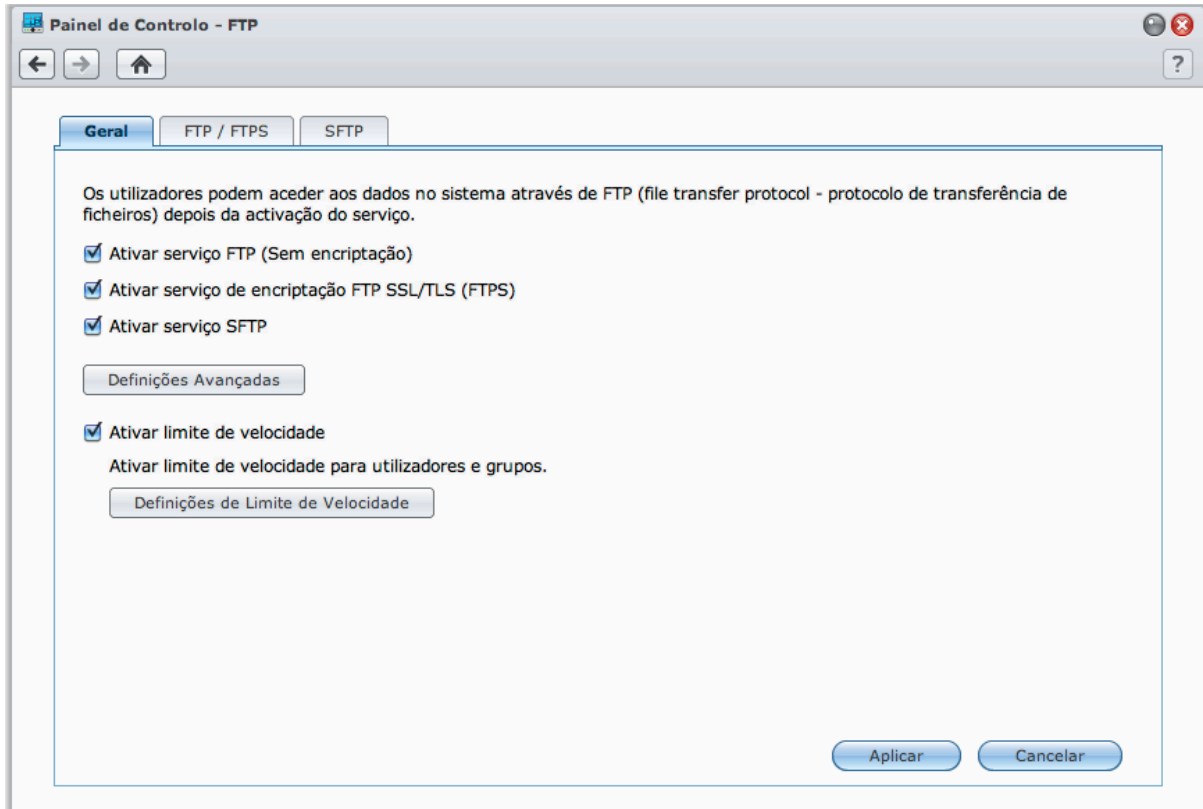 Painel de Controlo - FTP
?
Geral
FTP / FTPS
SFTP
Os utilizadores podem aceder aos dados no sistema através de FTP (file transfer protocol - protocolo de transferência de
ficheiros) depois da activação do serviço.
Ativar serviço FTP (Sem encriptação)
Ativar serviço de encriptação FTP SSL/TLS (FTPS)
Ativar serviço SFTP
Definições Avançadas
Ativar limite de velocidade
Ativar limite de velocidade para utilizadores e grupos.
Definições de Limite de Velocidade
Aplicar
Cancelar